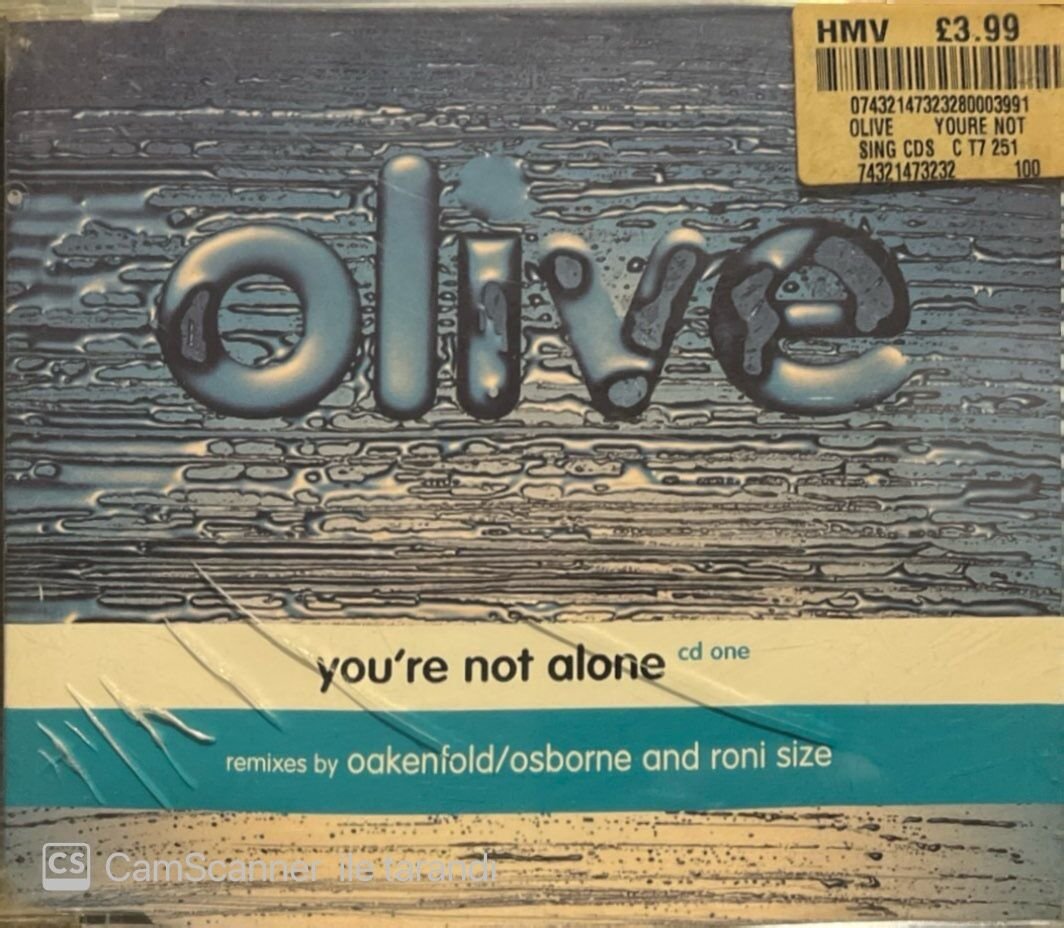 HMV £3.99
07432147323280003991
OLIVE YOURE NOT
SING CDS C T7 251
74321473232 100
olive
you're not alone cd one
remixes by oakenfold/osborne and roni size
CS CamScanner ile tarandı